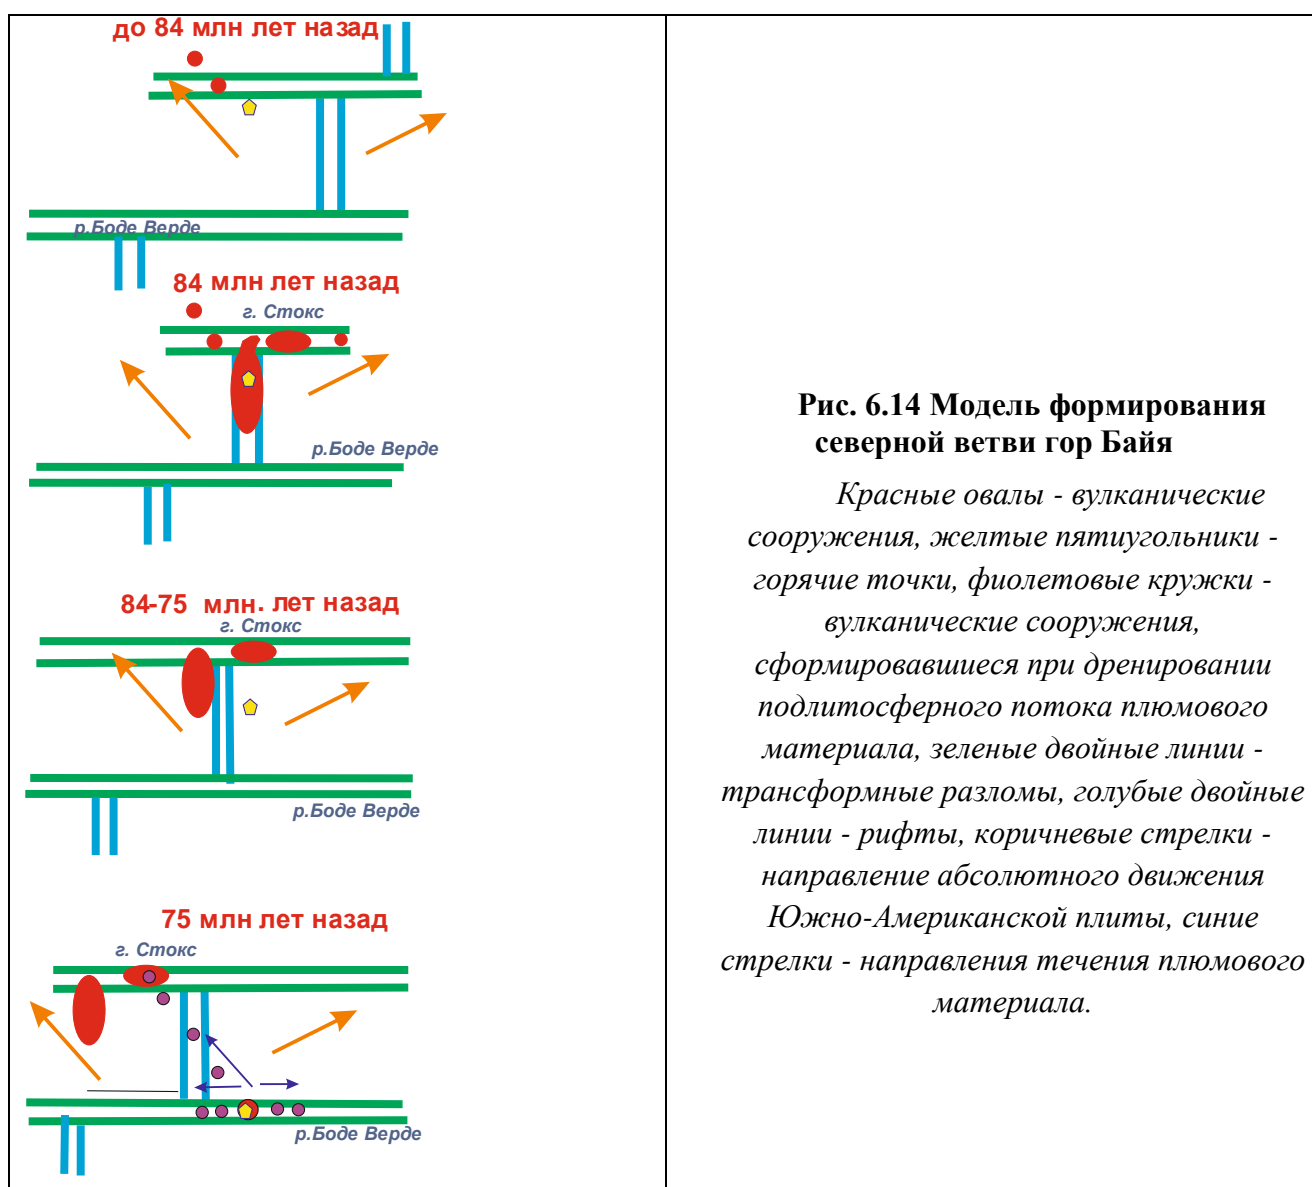 до 84 млн лет назад
р.Боде Верде
84 млн лет назад
г. Стокс
р.Боде Верде
84-75 млн. лет назад
г. Стокс
р.Боде Верде
75 млн лет назад
г. Стокс
р.Боде Верде
Рис. 6.14 Модель формирования
северной ветви гор Байя
Красные овалы - вулканические
сооружения, желтые пятиугольники -
горячие точки, фиолетовые кружки -
вулканические сооружения,
сформировавшиеся при дренировании
подлитосферного потока плюмового
материала, зеленые двойные линии -
трансформные разломы, голубые двойные
линии - рифты, коричневые стрелки -
направление абсолютного движения
Южно-Американской плиты, синие
стрелки - направления течения плюмового
материала.